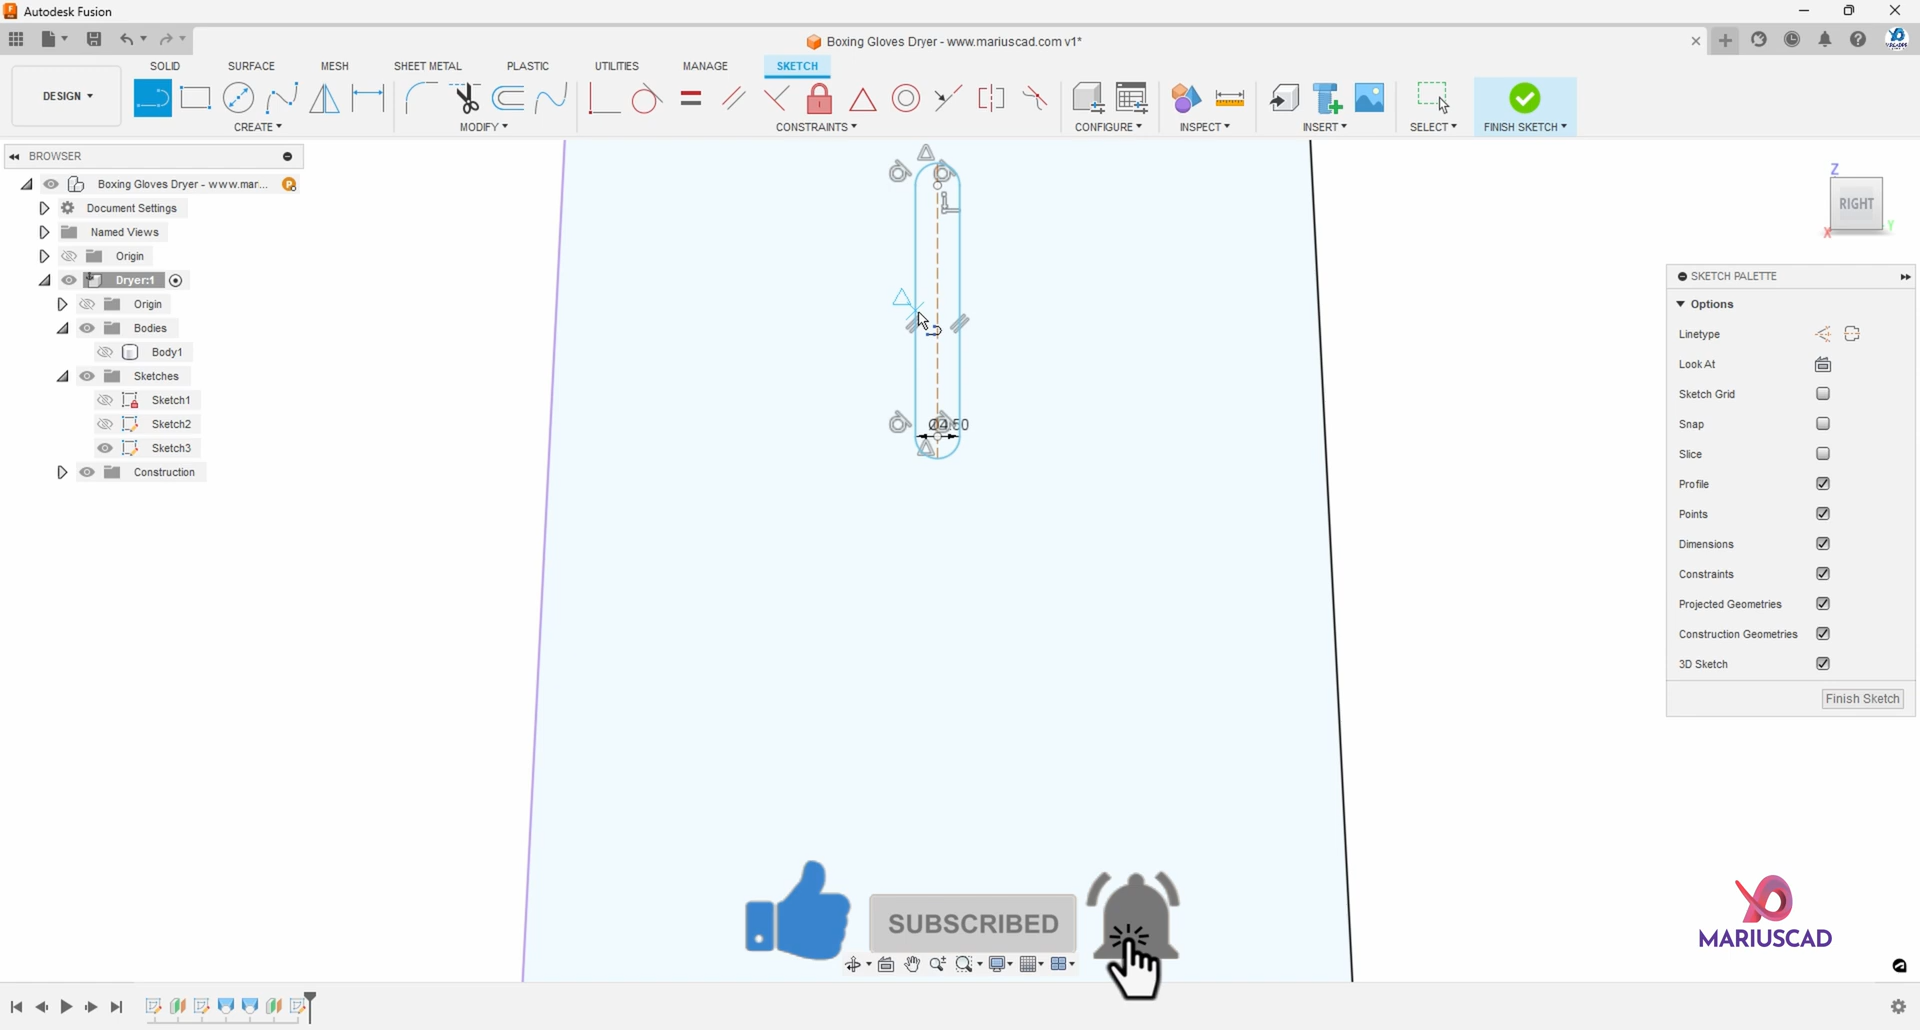 Autodesk Fusion
Boxing Gloves Dryer - www.mariuscad.com v1*
SOLID SURFACE MESH SHEET METAL PLASTIC UTILITIES MANAGE SKETCH
DESIGN
CREATE MODIFY CONSTRAINTS CONFIGURE INSPECT INSERT SELECT FINISH SKETCH
BROWSER
Boxing Gloves Dryer - www.mar...
Document Settings
Named Views
Origin
Dryer:1
Origin
Bodies
Body1
Sketches
Sketch1
Sketch2
Sketch3
Construction
Z
RIGHT
X
Y
SKETCH PALETTE
Options
Linetype
Look At
Sketch Grid
Snap
Slice
Profile
Points
Dimensions
Constraints
Projected Geometries
Construction Geometries
3D Sketch
Finish Sketch
SUBSCRIBED
MARIUSCAD